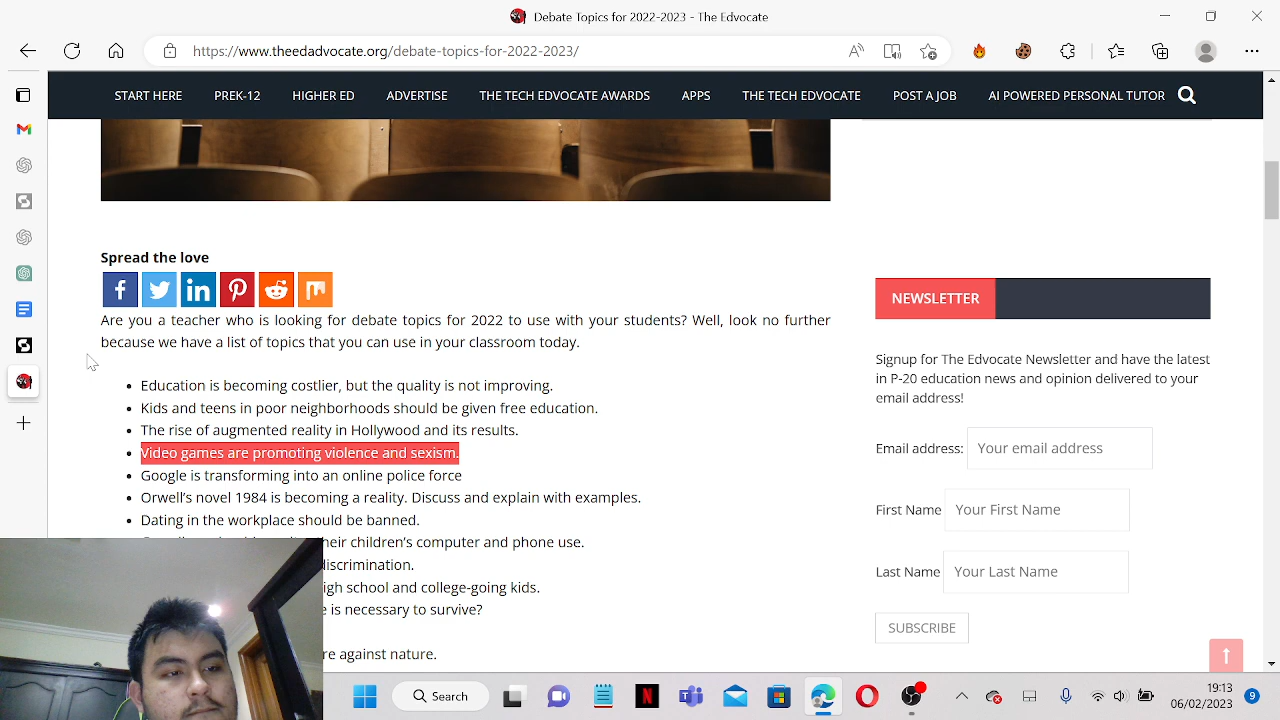 Debate Topics for 2022-2023 - The Edvocate
https://www.theedadvocate.org/debate-topics-for-2022-2023/
START HERE PREK-12 HIGHER ED ADVERTISE THE TECH EDVOCATE AWARDS APPS THE TECH EDVOCATE POST A JOB AI POWERED PERSONAL TUTOR
Spread the love
Are you a teacher who is looking for debate topics for 2022 to use with your students? Well, look no further
because we have a list of topics that you can use in your classroom today.
Education is becoming costlier, but the quality is not improving.
Kids and teens in poor neighborhoods should be given free education.
The rise of augmented reality in Hollywood and its results.
Video games are promoting violence and sexism.
Google is transforming into an online police force
Orwell's novel 1984 is becoming a reality. Discuss and explain with examples.
Dating in the workplace should be banned.
their children's computer and phone use.
discrimination.
high school and college-going kids.
is necessary to survive?
against nature.
NEWSLETTER
Signup for The Edvocate Newsletter and have the latest
in P-20 education news and opinion delivered to your
email address!
Email address: Your email address
First Name Your First Name
Last Name Your Last Name
SUBSCRIBE
Search
19:13
06/02/2023
9